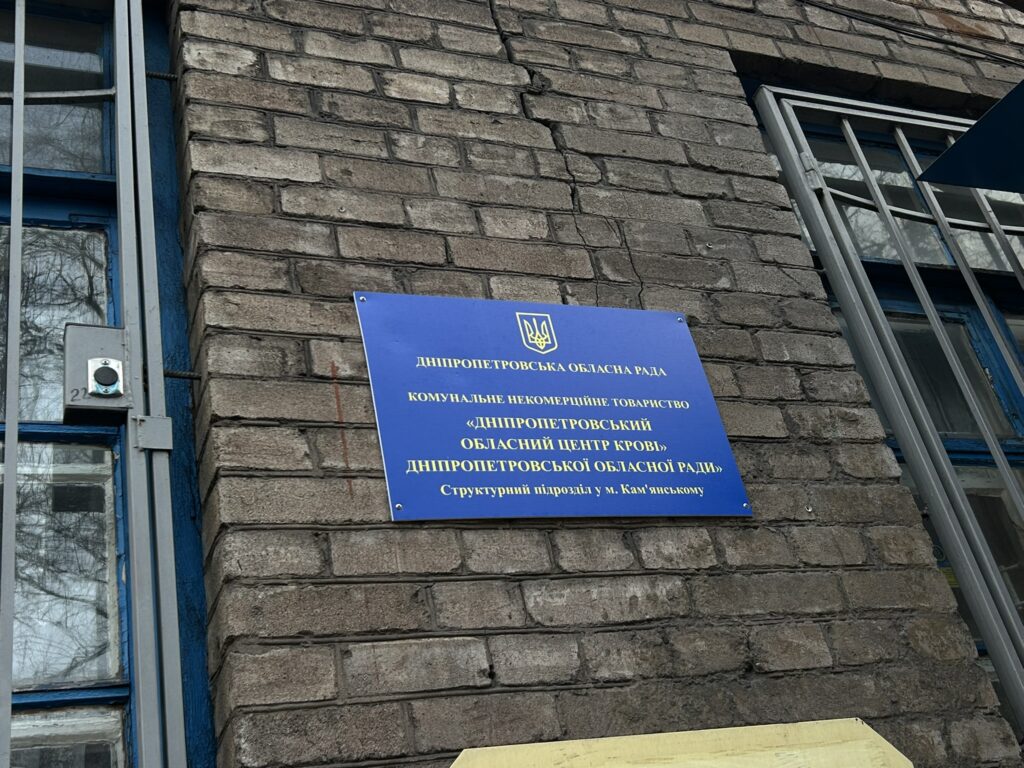 ДНІПРОПЕТРОВСЬКА ОБЛАСНА РАДА
КОМУНАЛЬНЕ НЕКОМЕРЦІЙНЕ ТОВАРИСТВО
«ДНІПРОПЕТРОВСЬКИЙ
ОБЛАСНИЙ ЦЕНТР КРОВІ»
ДНІПРОПЕТРОВСЬКОЇ ОБЛАСНОЇ РАДИ»
Структурний підрозділ у м. Кам'янському